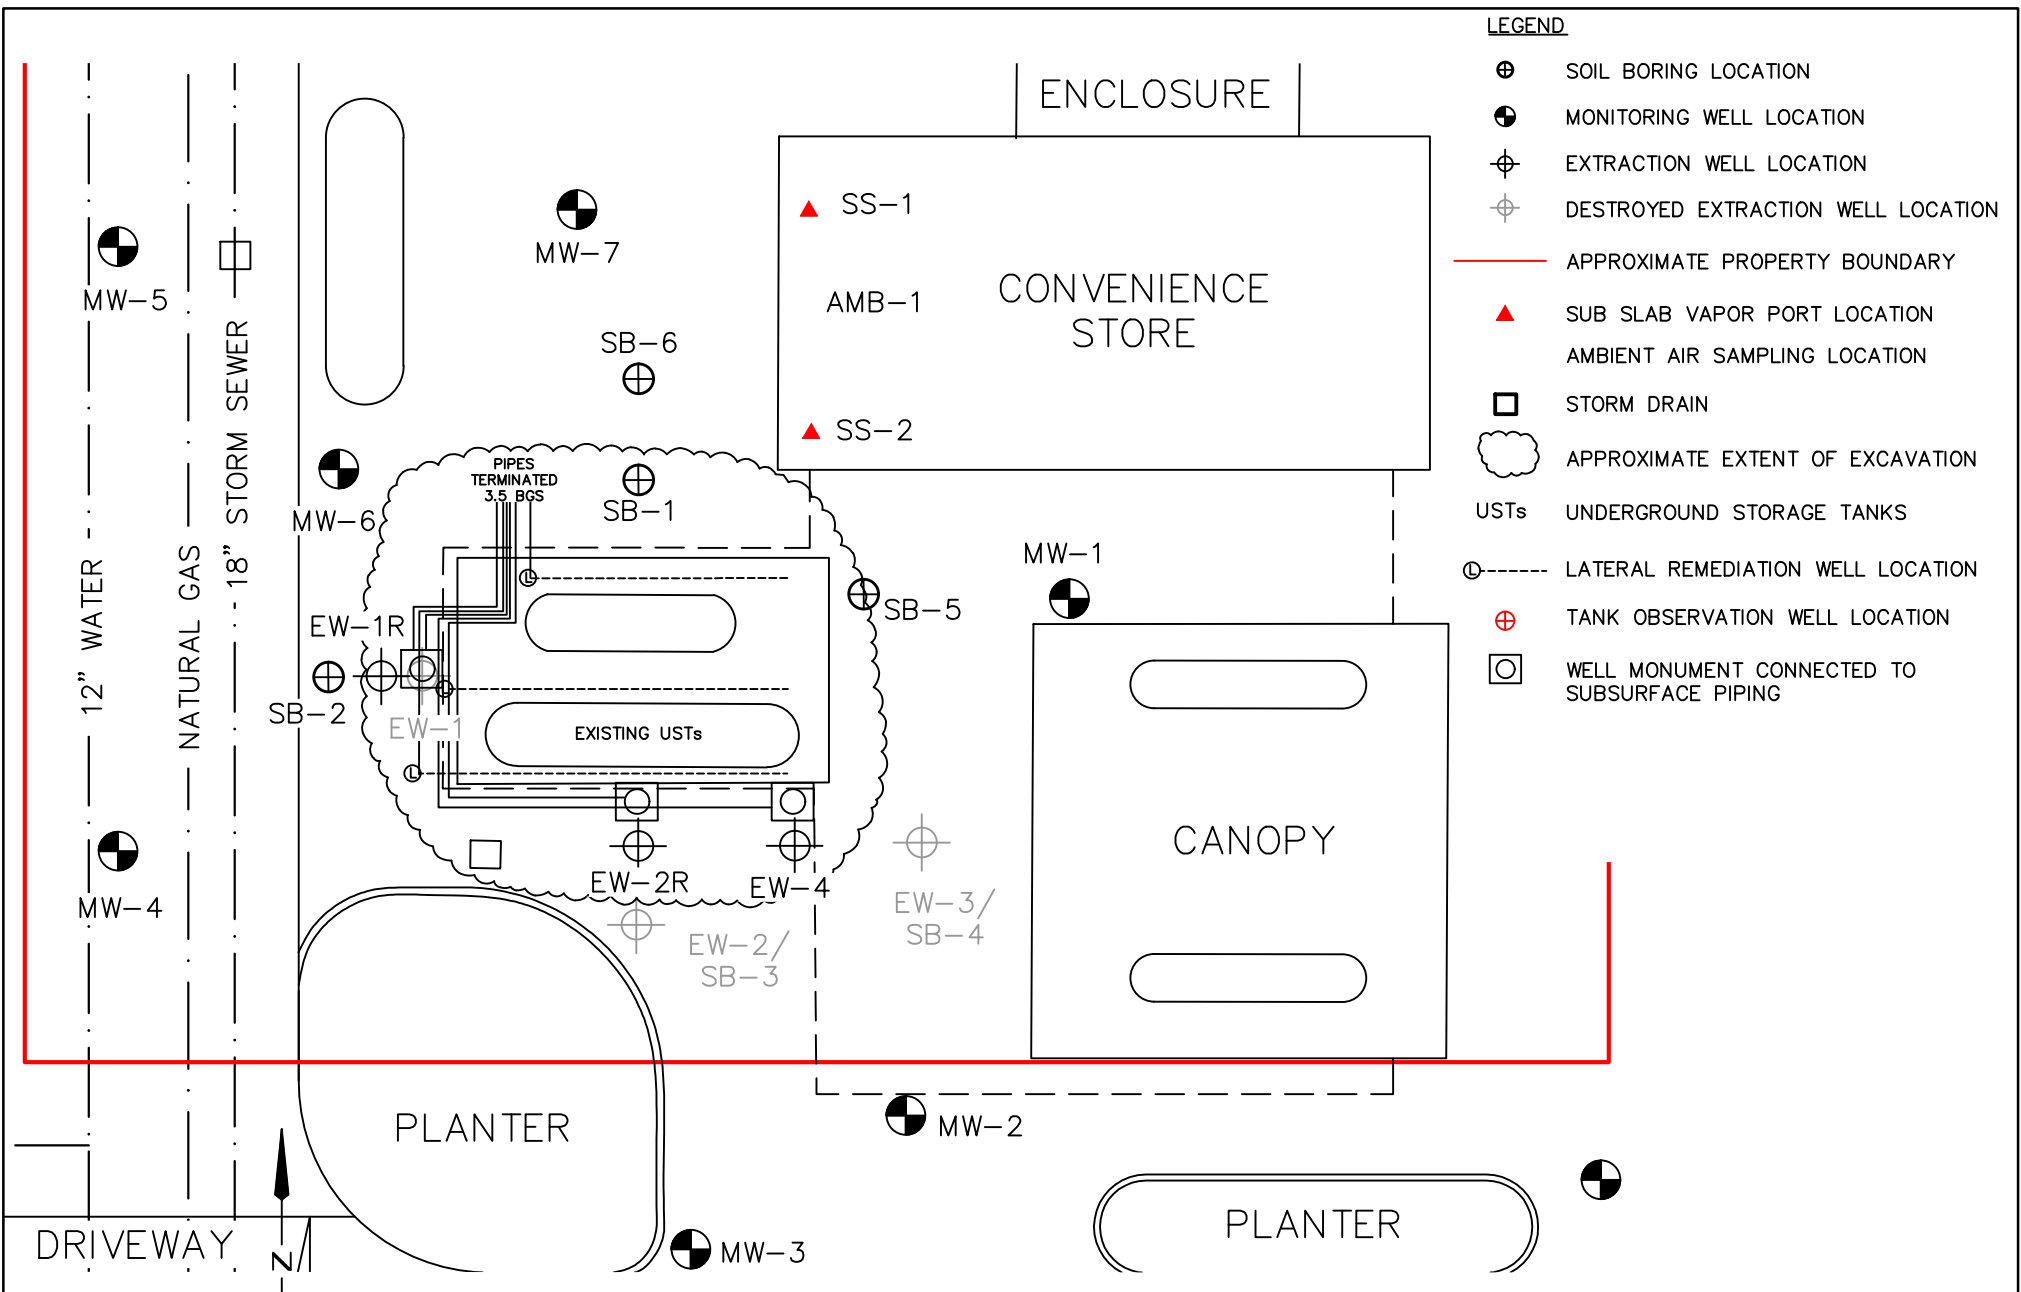 LEGEND
SOIL BORING LOCATION
MONITORING WELL LOCATION
EXTRACTION WELL LOCATION
DESTROYED EXTRACTION WELL LOCATION
APPROXIMATE PROPERTY BOUNDARY
SUB SLAB VAPOR PORT LOCATION
AMBIENT AIR SAMPLING LOCATION
STORM DRAIN
APPROXIMATE EXTENT OF EXCAVATION
USTs UNDERGROUND STORAGE TANKS
L LATERAL REMEDIATION WELL LOCATION
TANK OBSERVATION WELL LOCATION
WELL MONUMENT CONNECTED TO
SUBSURFACE PIPING
ENCLOSURE
SS-1
MW-7
MW-5
AMB-1
CONVENIENCE
STORE
SB-6
SS-2
18" STORM SEWER
NATURAL GAS
12" WATER
PIPES
TERMINATED
3.5 BGS
SB-1
MW-6
MW-1
L
SB-5
EW-1R
L
SB-2
EW-1
EXISTING USTs
L
CANOPY
EW-2R
EW-4
MW-4
EW-3/
SB-4
EW-2/
SB-3
PLANTER
MW-2
PLANTER
DRIVEWAY
N
MW-3